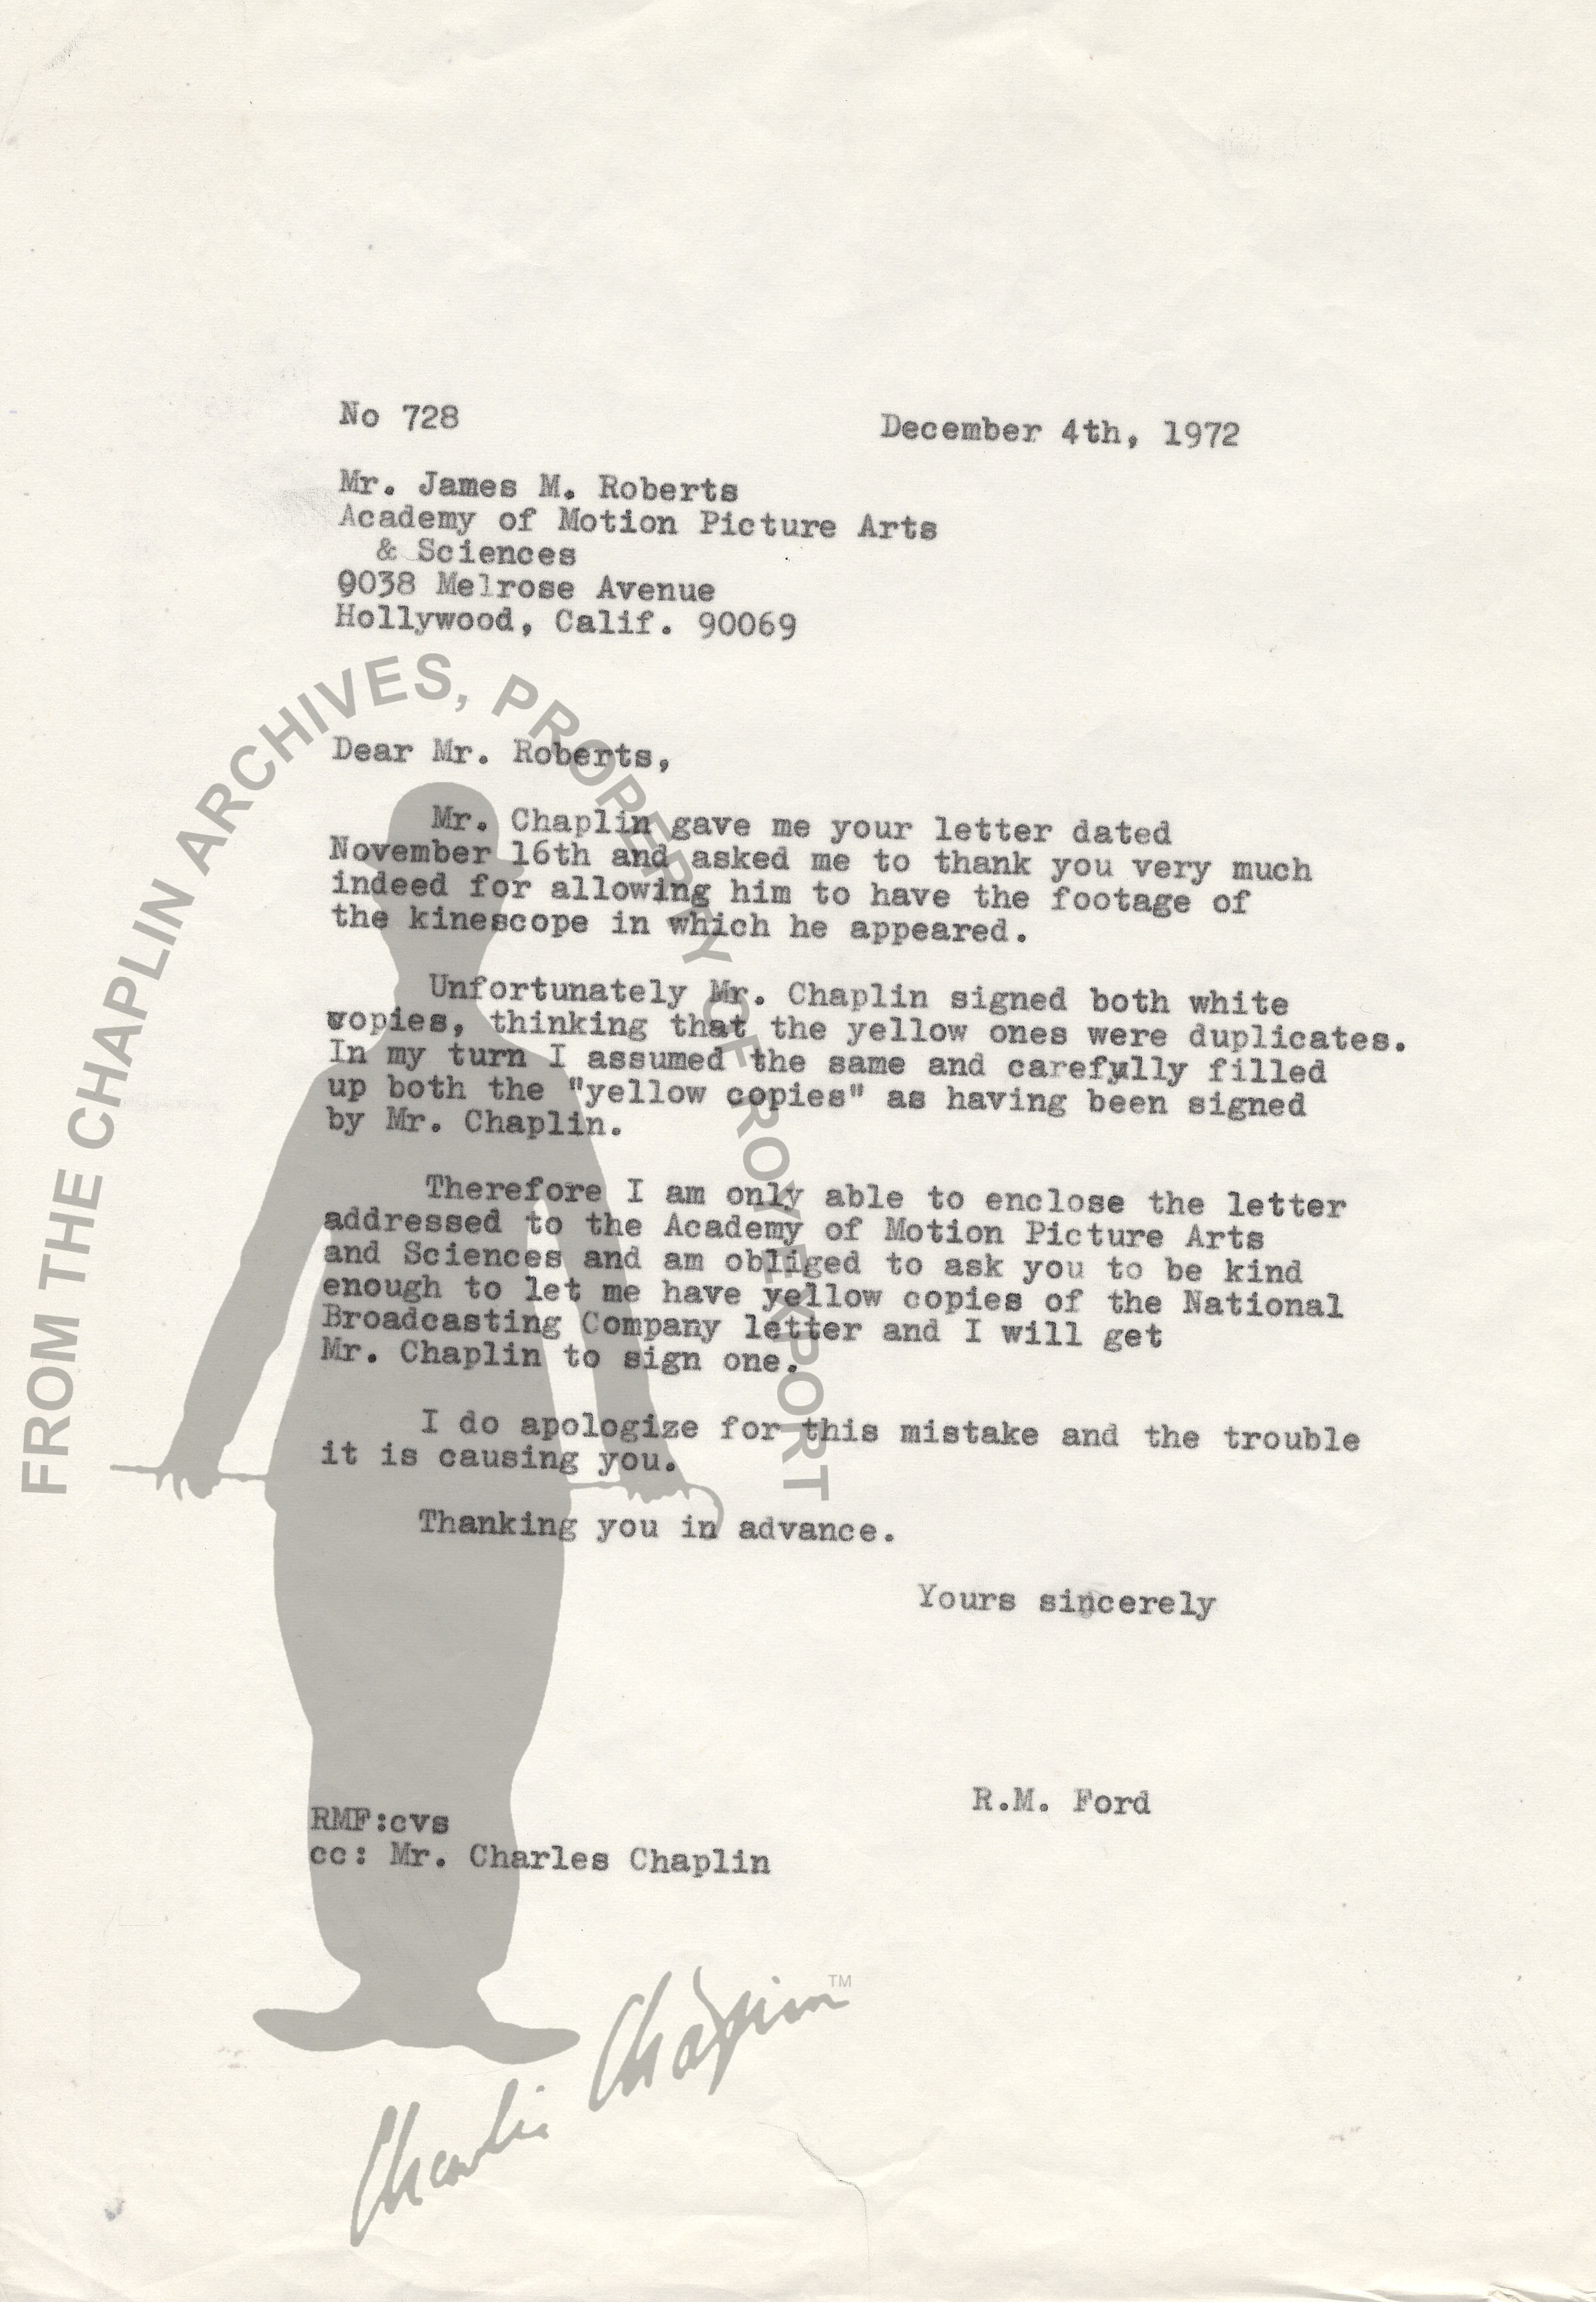 No 728
December 4th, 1972
Mr. James M. Roberts
Academy of Motion Picture Arts
& Sciences
9038 Melrose Avenue
Hollywood, Calif. 90069
Dear Mr. Roberts,
Mr. Chaplin gave me your letter dated
November 16th and asked me to thank you very much
indeed for allowing him to have the footage of
the kinescope in which he appeared.
Unfortunately Mr. Chaplin signed both white
copies, thinking that the yellow ones were duplicates.
In my turn I assumed the same and carefully filled
up both the "yellow copies" as having been signed
by Mr. Chaplin.
Therefore I am only able to enclose the letter
addressed to the Academy of Motion Picture Arts
and Sciences and am obliged to ask you to be kind
enough to let me have yellow copies of the National
Broadcasting Company letter and I will get
Mr. Chaplin to sign one.
I do apologize for this mistake and the trouble
it is causing you.
Thanking you in advance.
Yours sincerely
R.M. Ford
RMF:cvs
cc: Mr. Charles Chaplin
FROM THE CHAPLIN ARCHIVES, PROPERTY OF ROY EXPORT
Charlie Chaplin TM